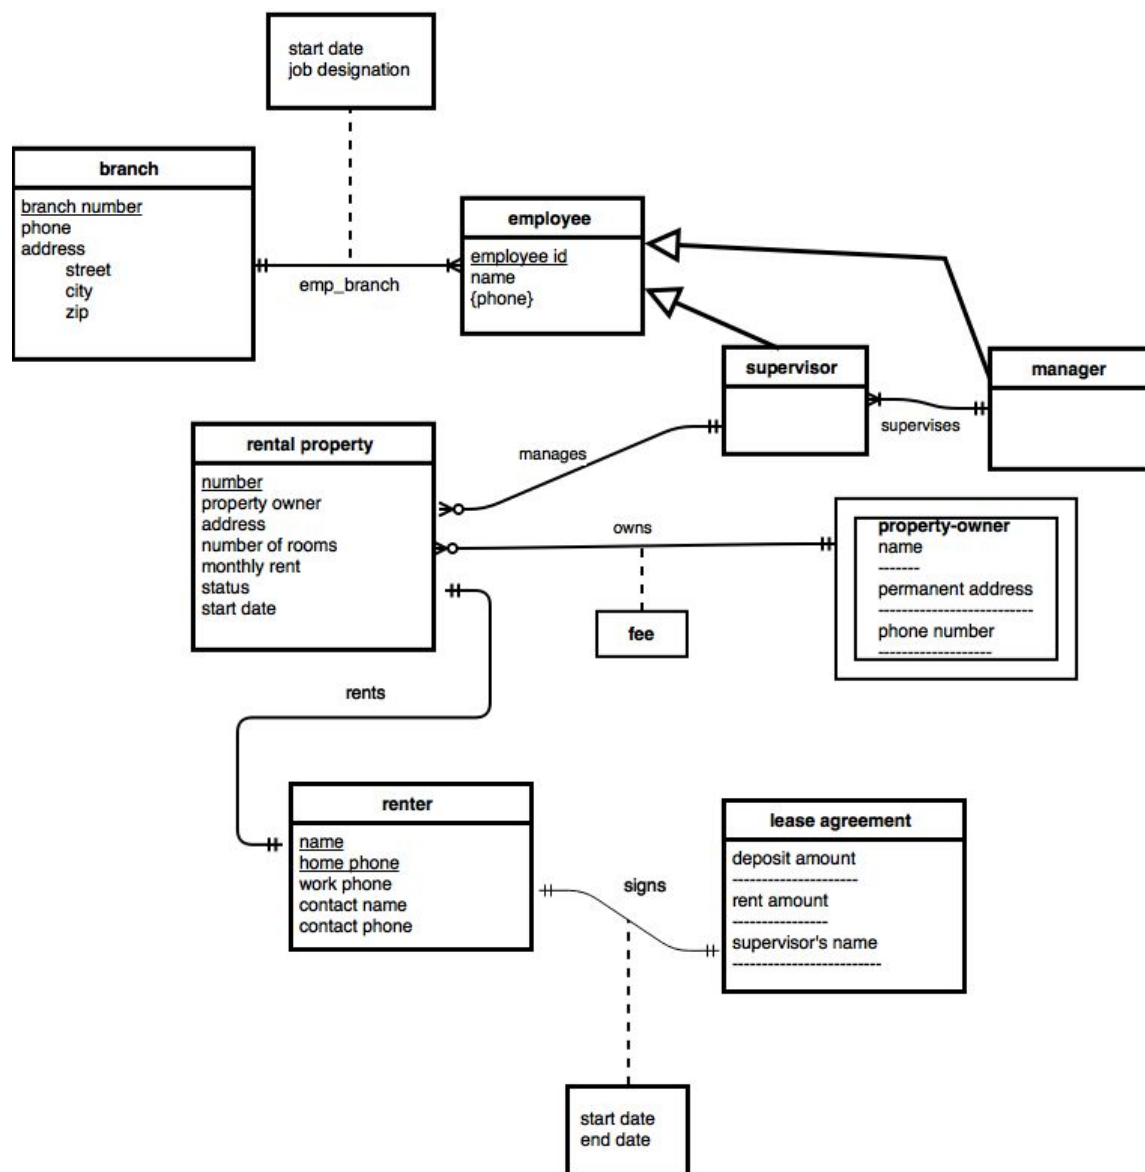 start date
job designation
branch
branch number
phone
address
street
city
zip
emp_branch
employee
employee id
name
{phone}
supervisor
manager
supervises
rental property
number
property owner
address
number of rooms
monthly rent
status
start date
manages
owns
fee
property-owner
name
-------
permanent address
--------------------------
phone number
-------------------
rents
renter
name
home phone
work phone
contact name
contact phone
signs
lease agreement
deposit amount
---------------------
rent amount
----------------
supervisor's name
-------------------------
start date
end date